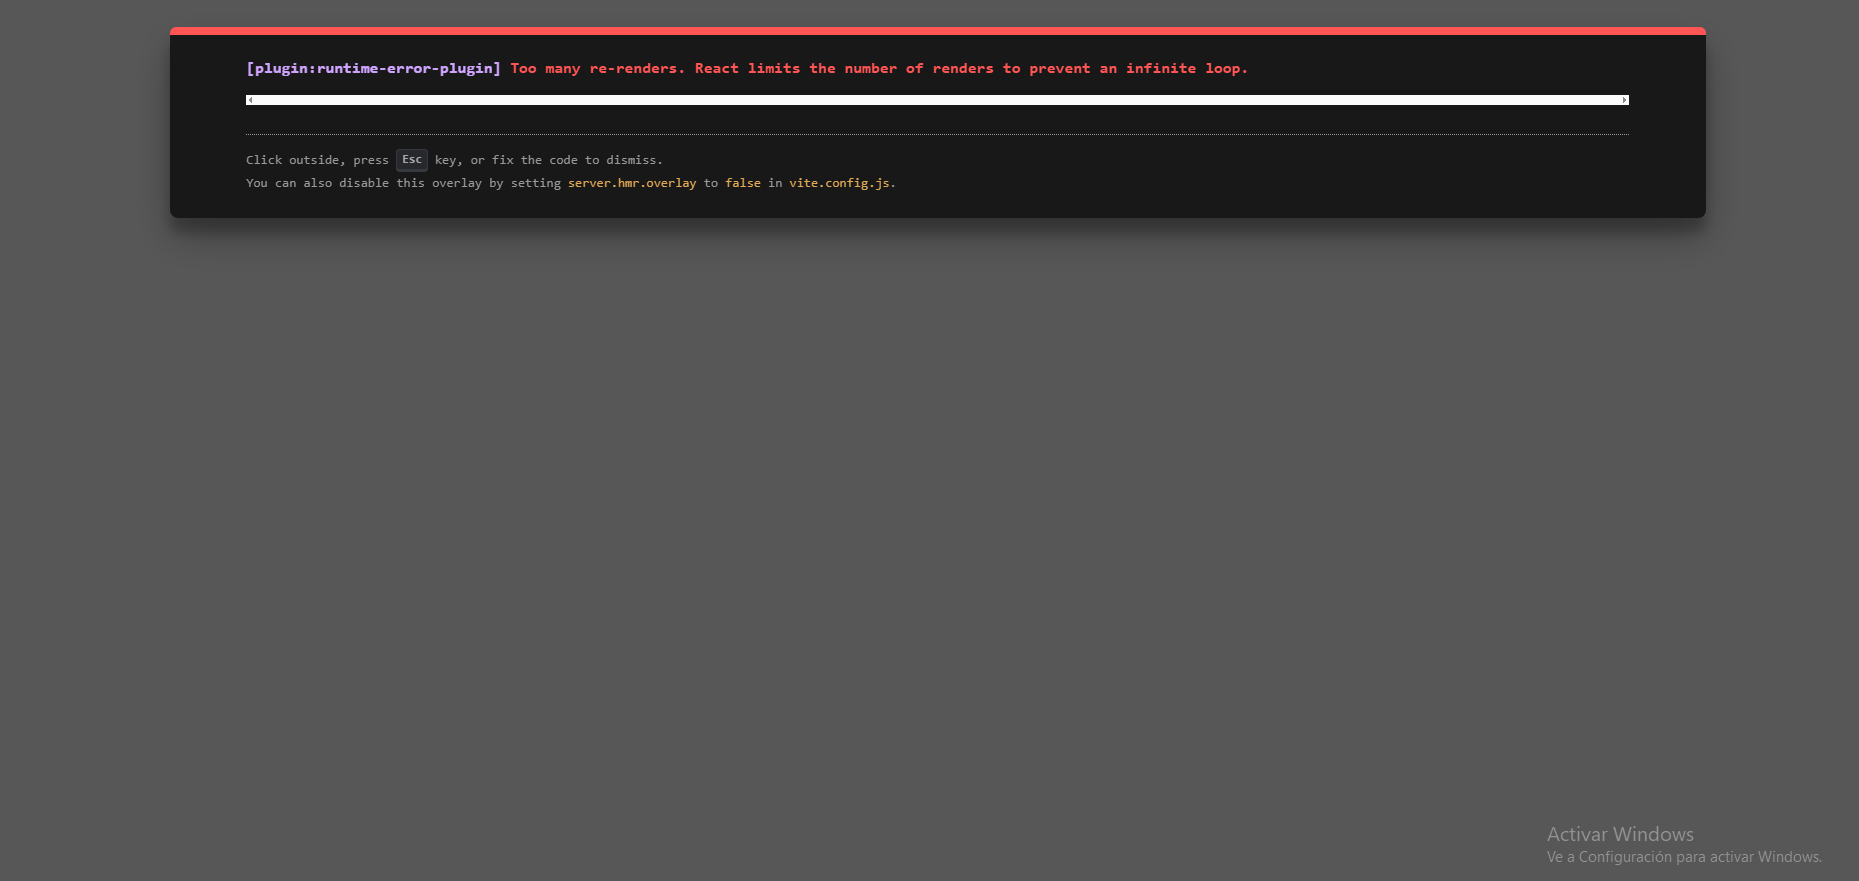 [plugin:runtime-error-plugin] Too many re-renders. React limits the number of renders to prevent an infinite loop.
Click outside, press Esc key, or fix the code to dismiss.
You can also disable this overlay by setting server.hmr.overlay to false in vite.config.js.
Activar Windows
Ve a Configuración para activar Windows.